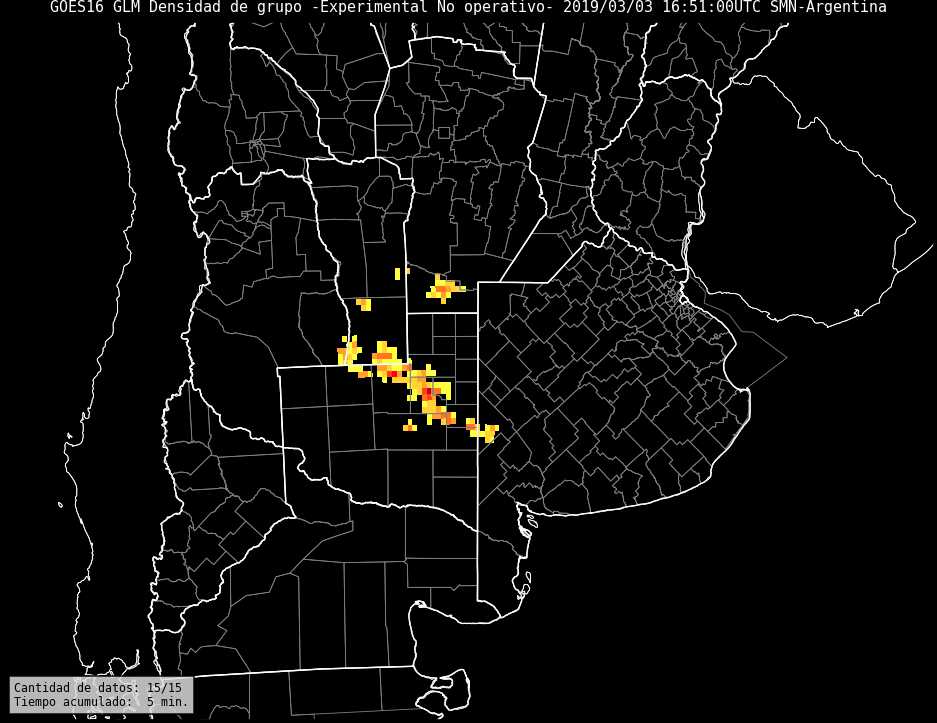 GOES16 GLM Densidad de grupo -Experimental No operativo- 2019/03/03 16:51:00UTC SMN-Argentina
Cantidad de datos: 15/15
Tiempo acumulado:  5 min.